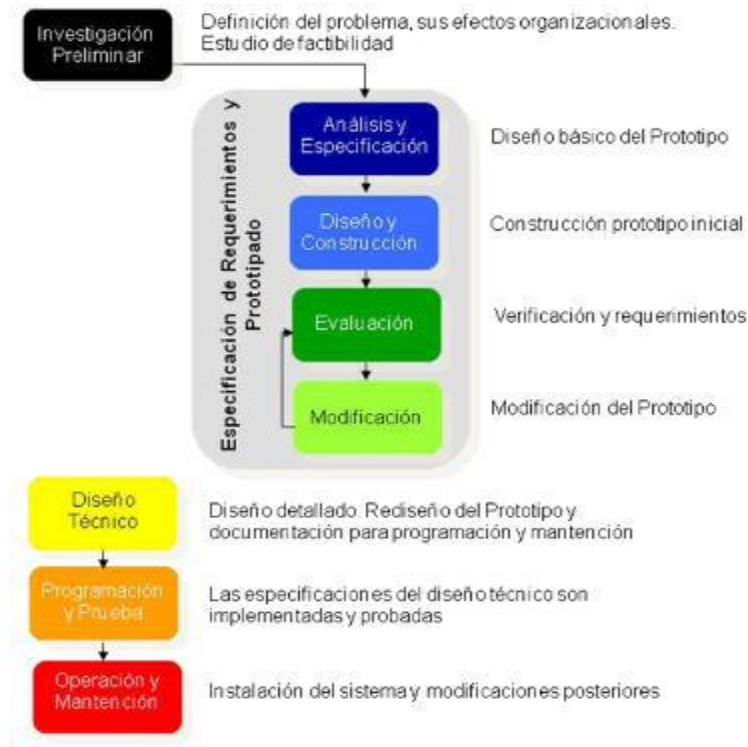 Investigación
Preliminar
Definición del problema, sus efectos organizacionales.
Estudio de factibilidad
Especificación de Requerimientos y
Prototipado
Análisis y
Especificación
Diseño básico del Prototipo
Diseño y
Construcción
Construcción prototipo inicial
Evaluación
Verificación y requerimientos
Modificación
Modificación del Prototipo
Diseño
Técnico
Diseño detallado. Rediseño del Prototipo y
documentación para programación y mantención
Programación
y Prueba
Las especificaciones del diseño técnico son
implementadas y probadas
Operación y
Mantención
Instalación del sistema y modificaciones posteriores